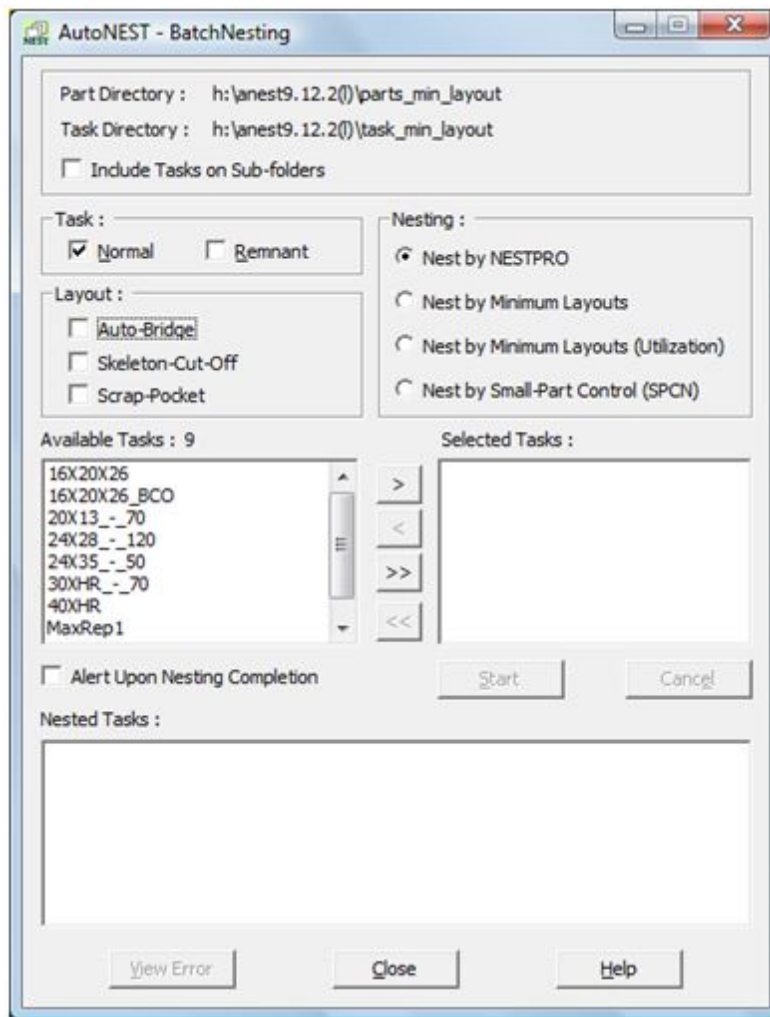 NEST AutoNEST - BatchNesting
Part Directory : h:\anest9.12.2(l)\parts_min_layout
Task Directory : h:\anest9.12.2(l)\task_min_layout
Include Tasks on Sub-folders
Task :
Normal Remnant
Layout :
Auto-Bridge
Skeleton-Cut-Off
Scrap-Pocket
Nesting :
Nest by NESTPRO
Nest by Minimum Layouts
Nest by Minimum Layouts (Utilization)
Nest by Small-Part Control (SPCN)
Available Tasks : 9
16X20X26
16X20X26_BCO
20X13_-_70
24X28_-_120
24X35_-_50
30XHR_-_70
40XHR
MaxRep1
>
<
>>
<<
Selected Tasks :
Alert Upon Nesting Completion
Start Cancel
Nested Tasks :
View Error Close Help